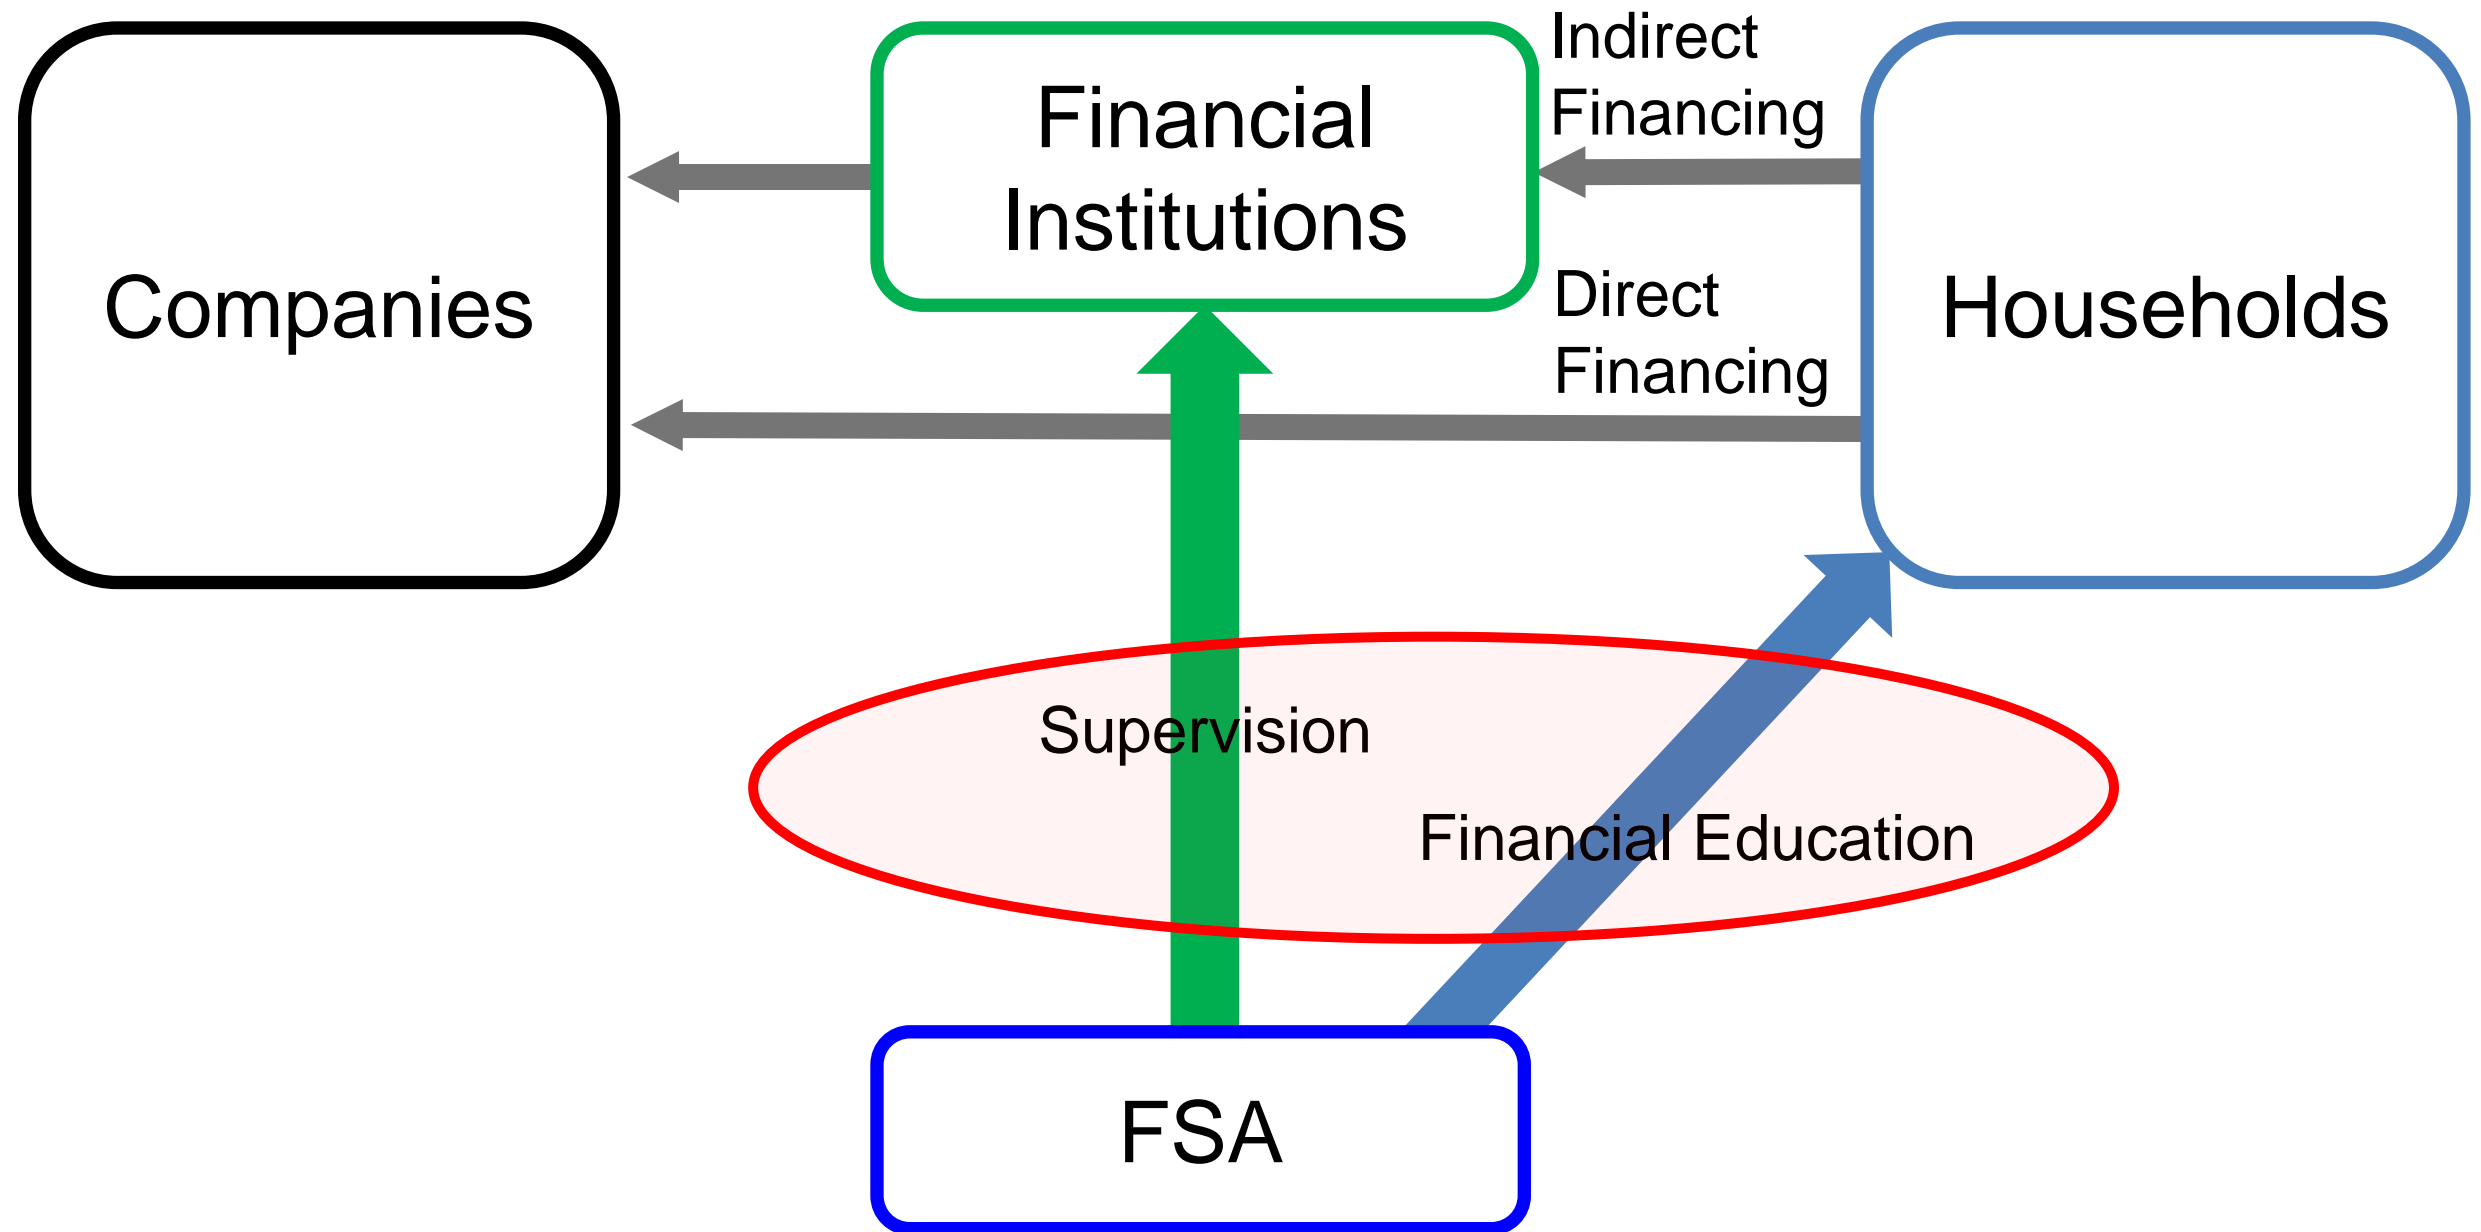 Companies
Financial
Institutions
Indirect
Financing
Direct
Financing
Households
Supervision
Financial Education
FSA